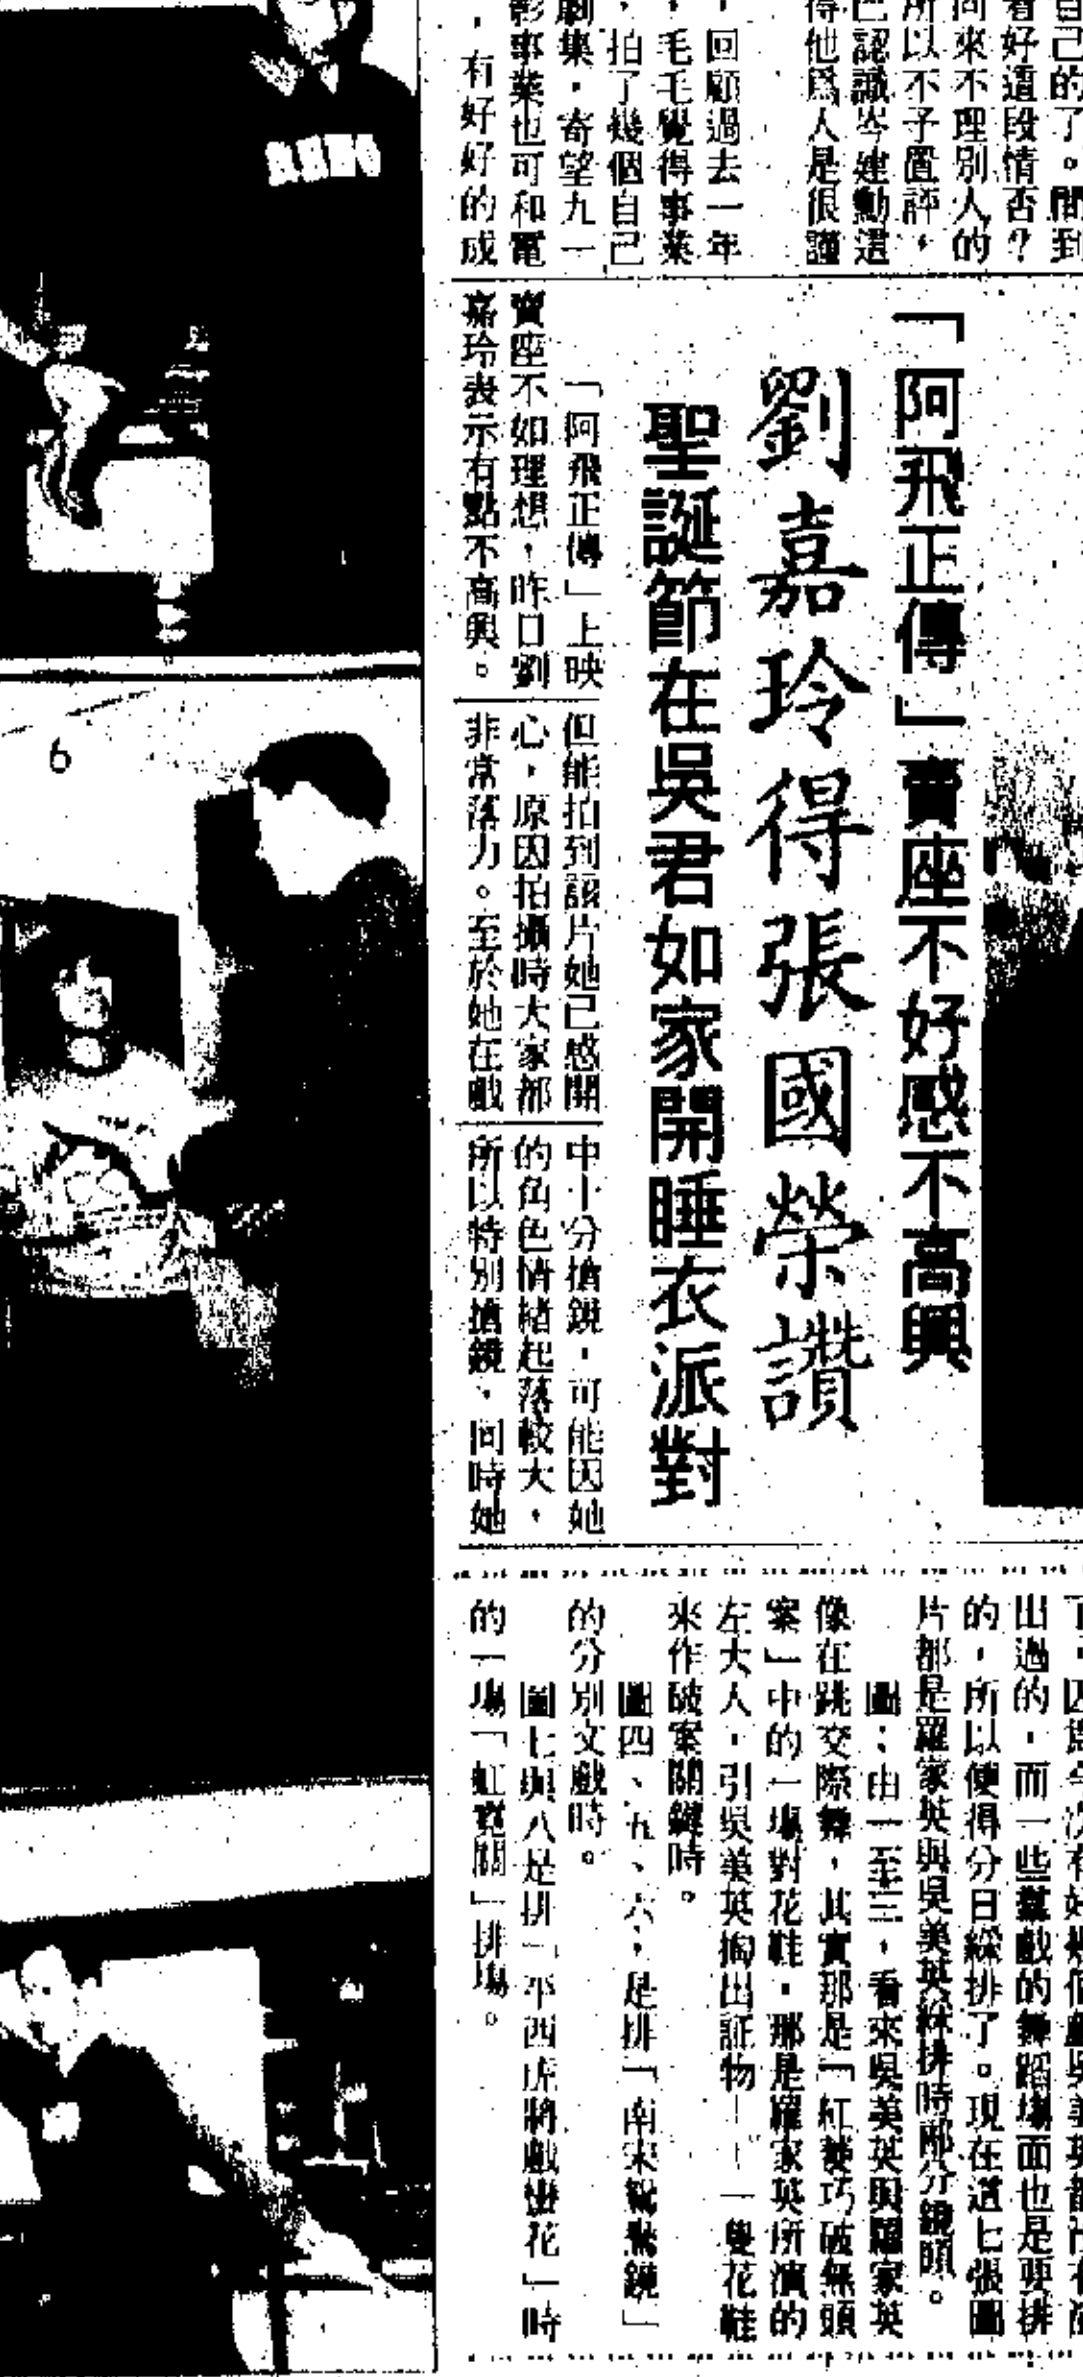 自己的了。問到
看好這段情否?
向來不理別人的
所以不予置評,
已認識岑建勳這
得他爲人是很謹
,回顧過去一年
,毛毛覺得事業
,拍了幾個自己
劇集,寄望九一
影事業也可和電
,有好好的成
「阿飛正傳」賣座不好感不高興
劉嘉玲得張國榮讚
聖誕節在吳君如家開睡衣派對
「阿飛正傳」上映
賣座不如理想,昨日劉
嘉玲表示有點不高興。
但能拍到該片她已感開
心,原因拍攝時大家都
非常落力。至於她在戲
中十分搶鏡,可能因她
的角色情緒起落較大,
所以特別搶鏡、同時她
出過的,而一些羣戲的舞蹈場面也是要排
的,所以便得分日綵排了。現在這七張圖
片都是羅家英與吳美英綵排時部分鏡頭。
圖:由一至三,看來吳美英與羅家英
像在跳交際舞,其實那是「紅菱巧破無頭
案」中的一場對花鞋,那是羅家英所演的
左大人,引吳美英掏出証物——一雙花鞋
來作破案關鍵時。
圖四、五、六,是排「南宋鴛鴦鏡」
的分別文戲時。
圖七與八是排「平西虎將戲蠻花」時
的一場「虹霓關」排場。
6